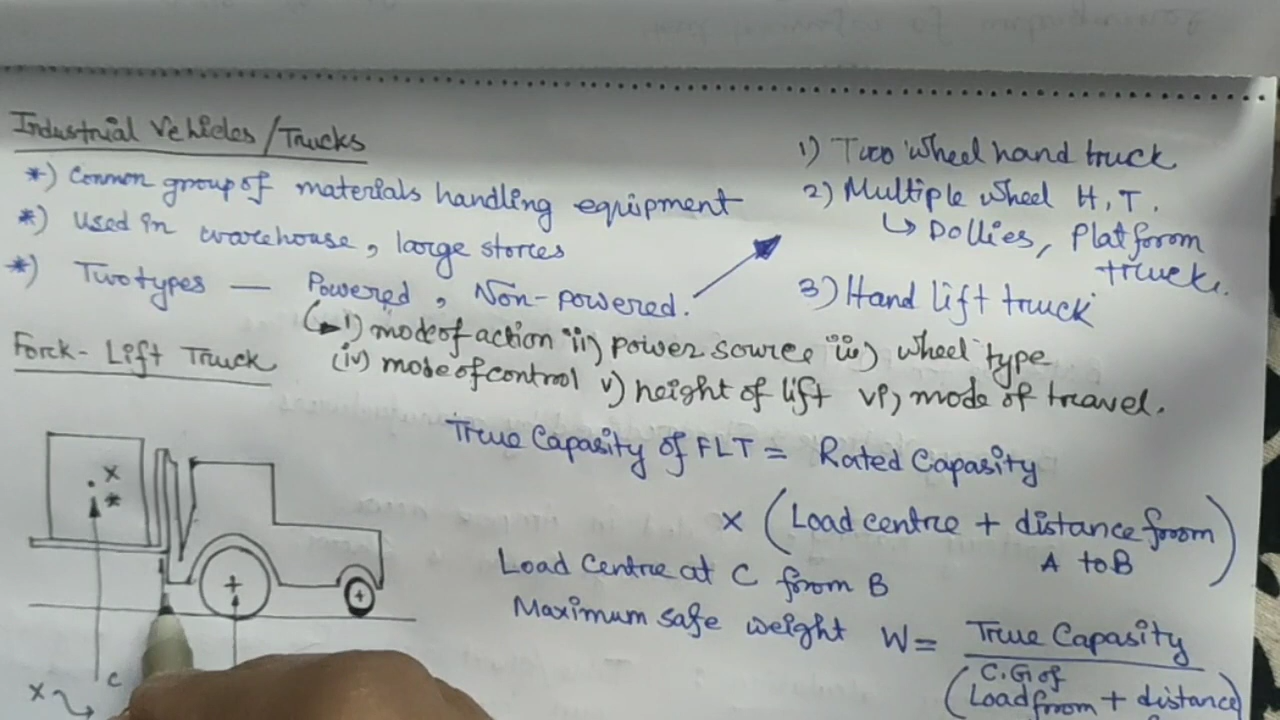 Industrial Vehicles/Trucks
*) Common group of materials handling equipment
*) used in warehouse, large stores
*) Two types — Powered, Non-powered.
1) Two wheel hand truck
2) Multiple wheel H.T.
↳ Dollies, Platform
truck.
3) Hand lift truck
i) mode of action ii) power source iii) wheel type
(iv) mode of control v) height of lift vi) mode of travel.
Fork-Lift Truck
True Capasity of FLT = Rated Capasity
x (Load centre + distance from
A to B)
Load Centre at C from B
Maximum safe weight W = True Capasity
(C.G of
Load from + distance)
x
*
+
+
C
x